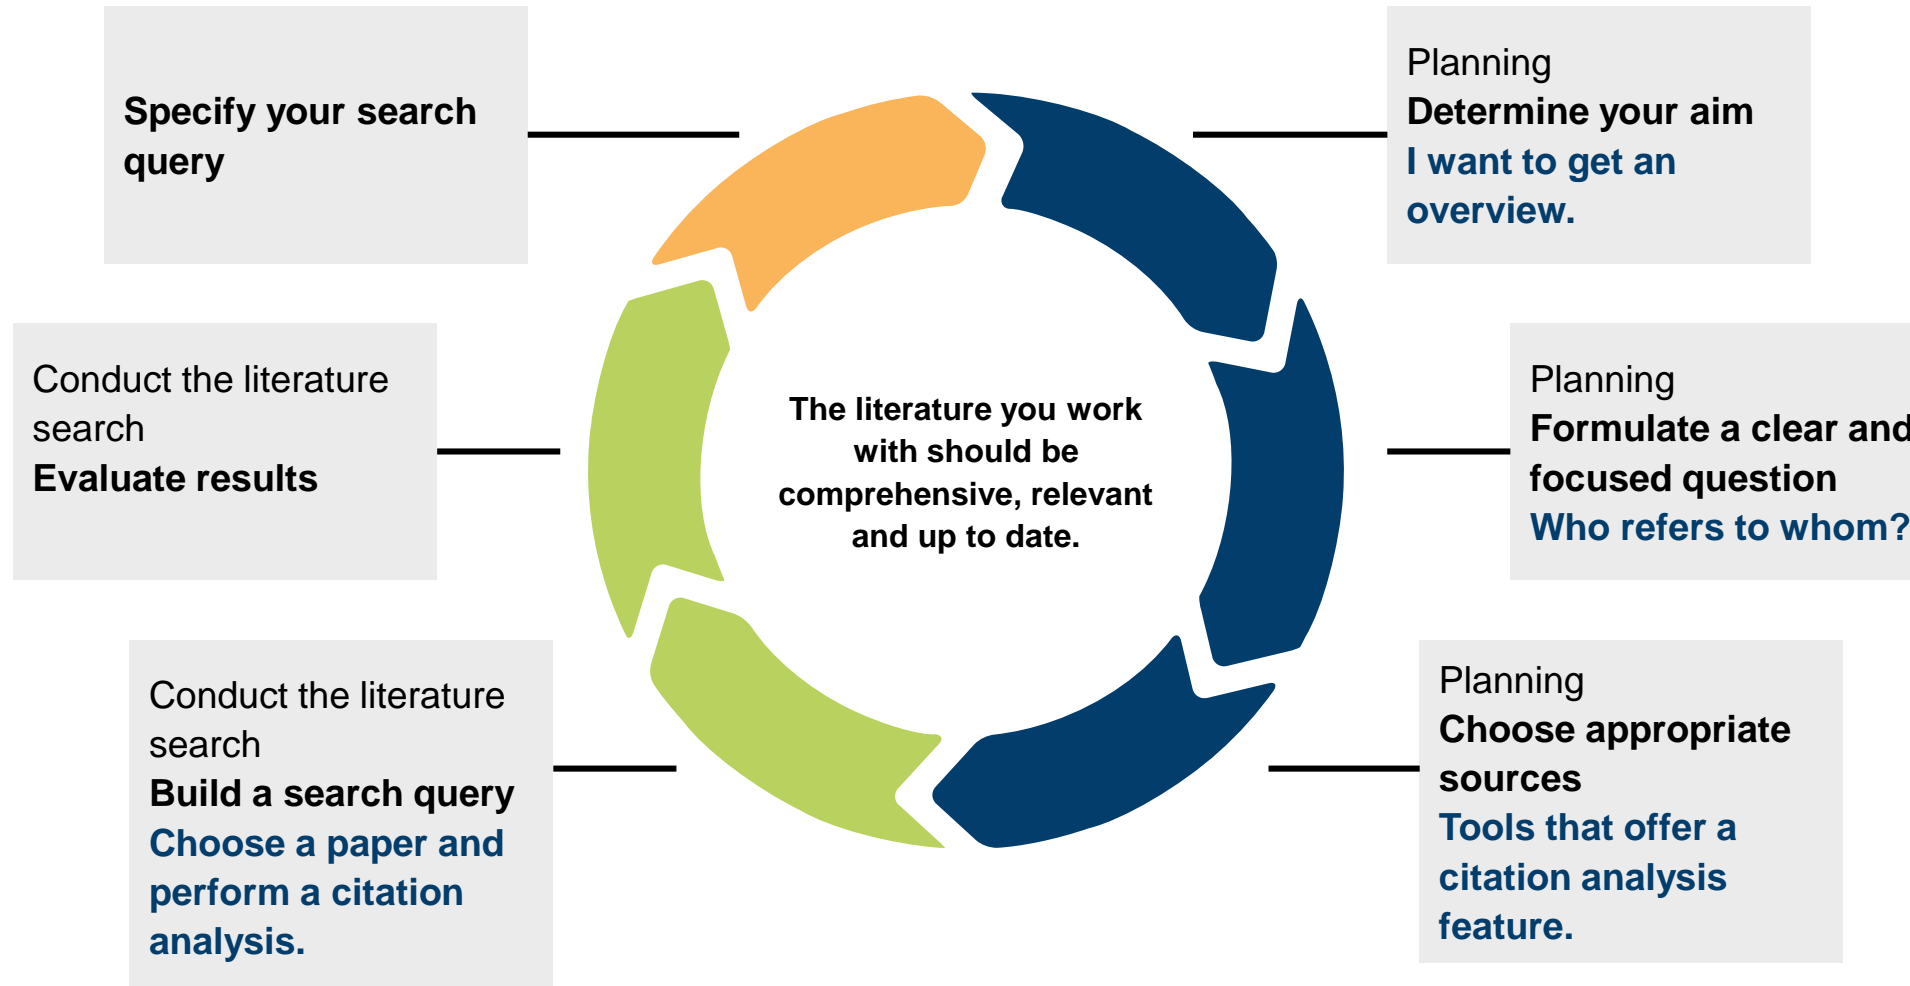 Specify your search
query
Planning
Determine your aim
I want to get an
overview.
Conduct the literature
search
Evaluate results
The literature you work
with should be
comprehensive, relevant
and up to date.
Planning
Formulate a clear and
focused question
Who refers to whom?
Conduct the literature
search
Build a search query
Choose a paper and
perform a citation
analysis.
Planning
Choose appropriate
sources
Tools that offer a
citation analysis
feature.